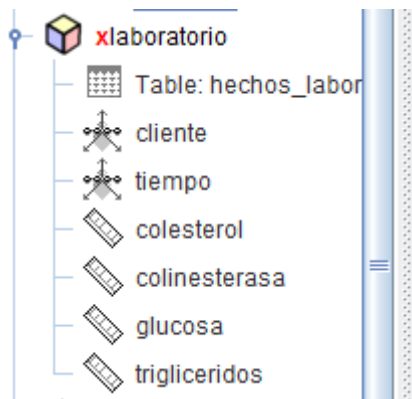 xlaboratorio
Table: hechos_labor
cliente
tiempo
colesterol
colinesterasa
glucosa
trigliceridos